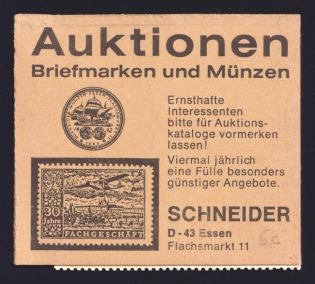 Auktionen
Briefmarken und Münzen
Ernsthafte
Interessenten
bitte für Auktions-
kataloge vormerken
lassen!
Viermal jährlich
eine Fülle besonders
günstiger Angebote.
30
Jahre
FACHGESCHÄFT
SCHNEIDER
D - 43 Essen
Flachsmarkt 11